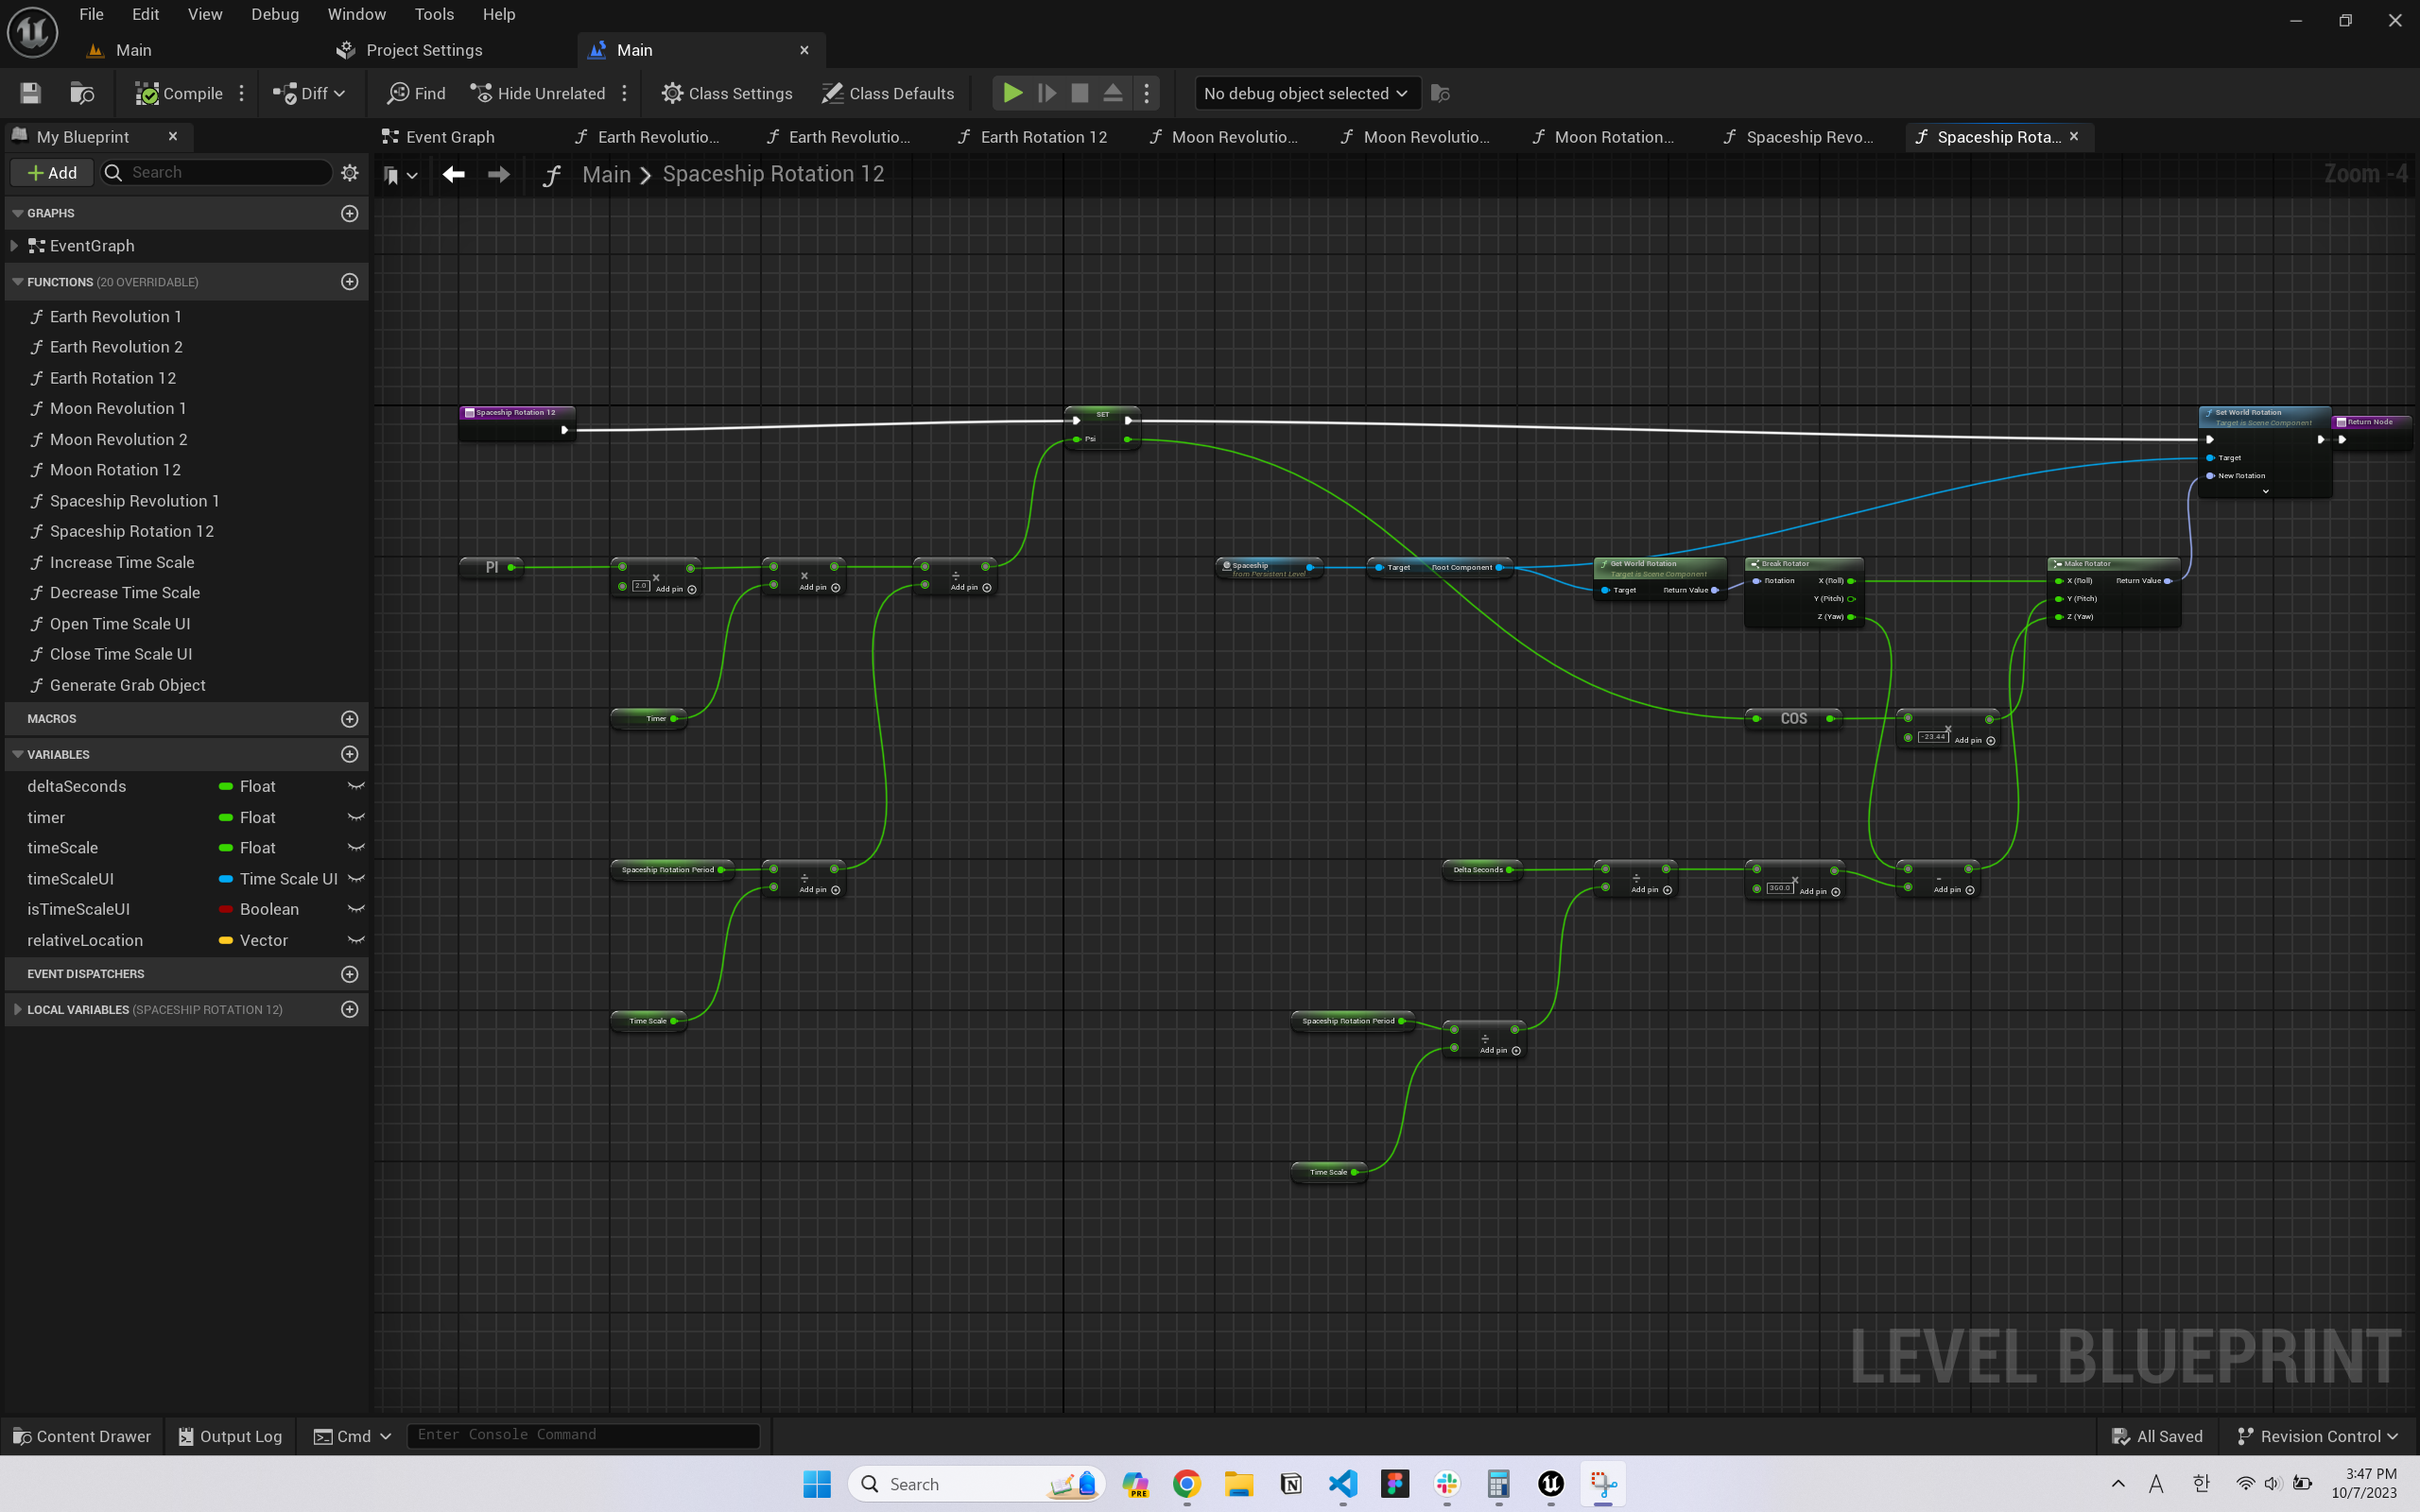 File Edit View Debug Window Tools Help
Main Project Settings Main
Compile Diff Find Hide Unrelated Class Settings Class Defaults No debug object selected
My Blueprint Event Graph Earth Revolutio... Earth Revolutio... Earth Rotation 12 Moon Revolutio... Moon Revolutio... Moon Rotation... Spaceship Revo... Spaceship Rota...
Add Search Main > Spaceship Rotation 12 Zoom -4
GRAPHS
EventGraph
FUNCTIONS (20 OVERRIDABLE)
Earth Revolution 1
Earth Revolution 2
Earth Rotation 12
Moon Revolution 1
Moon Revolution 2
Moon Rotation 12
Spaceship Revolution 1
Spaceship Rotation 12
Increase Time Scale
Decrease Time Scale
Open Time Scale UI
Close Time Scale UI
Generate Grab Object
MACROS
VARIABLES
deltaSeconds Float
timer Float
timeScale Float
timeScaleUI Time Scale UI
isTimeScaleUI Boolean
relativeLocation Vector
EVENT DISPATCHERS
LOCAL VARIABLES (SPACESHIP ROTATION 12)
Spaceship Rotation 12
SET
Psi
Set World Rotation
Target is Scene Component
Target
New Rotation
Return Node
PI
2.0 × Add pin
× Add pin
÷ Add pin
Timer
Spaceship Rotation Period
÷ Add pin
Time Scale
Spaceship
from Persistent Level
Target Root Component
Get World Rotation
Target is Scene Component
Target Return Value
Break Rotator
Rotation X (Roll)
Y (Pitch)
Z (Yaw)
Make Rotator
X (Roll) Return Value
Y (Pitch)
Z (Yaw)
COS
-23.44 × Add pin
Delta Seconds
÷ Add pin
360.0 × Add pin
- Add pin
Spaceship Rotation Period
÷ Add pin
Time Scale
LEVEL BLUEPRINT
Content Drawer Output Log Cmd Enter Console Command All Saved Revision Control
Search PRE A 한 3:47 PM
10/7/2023